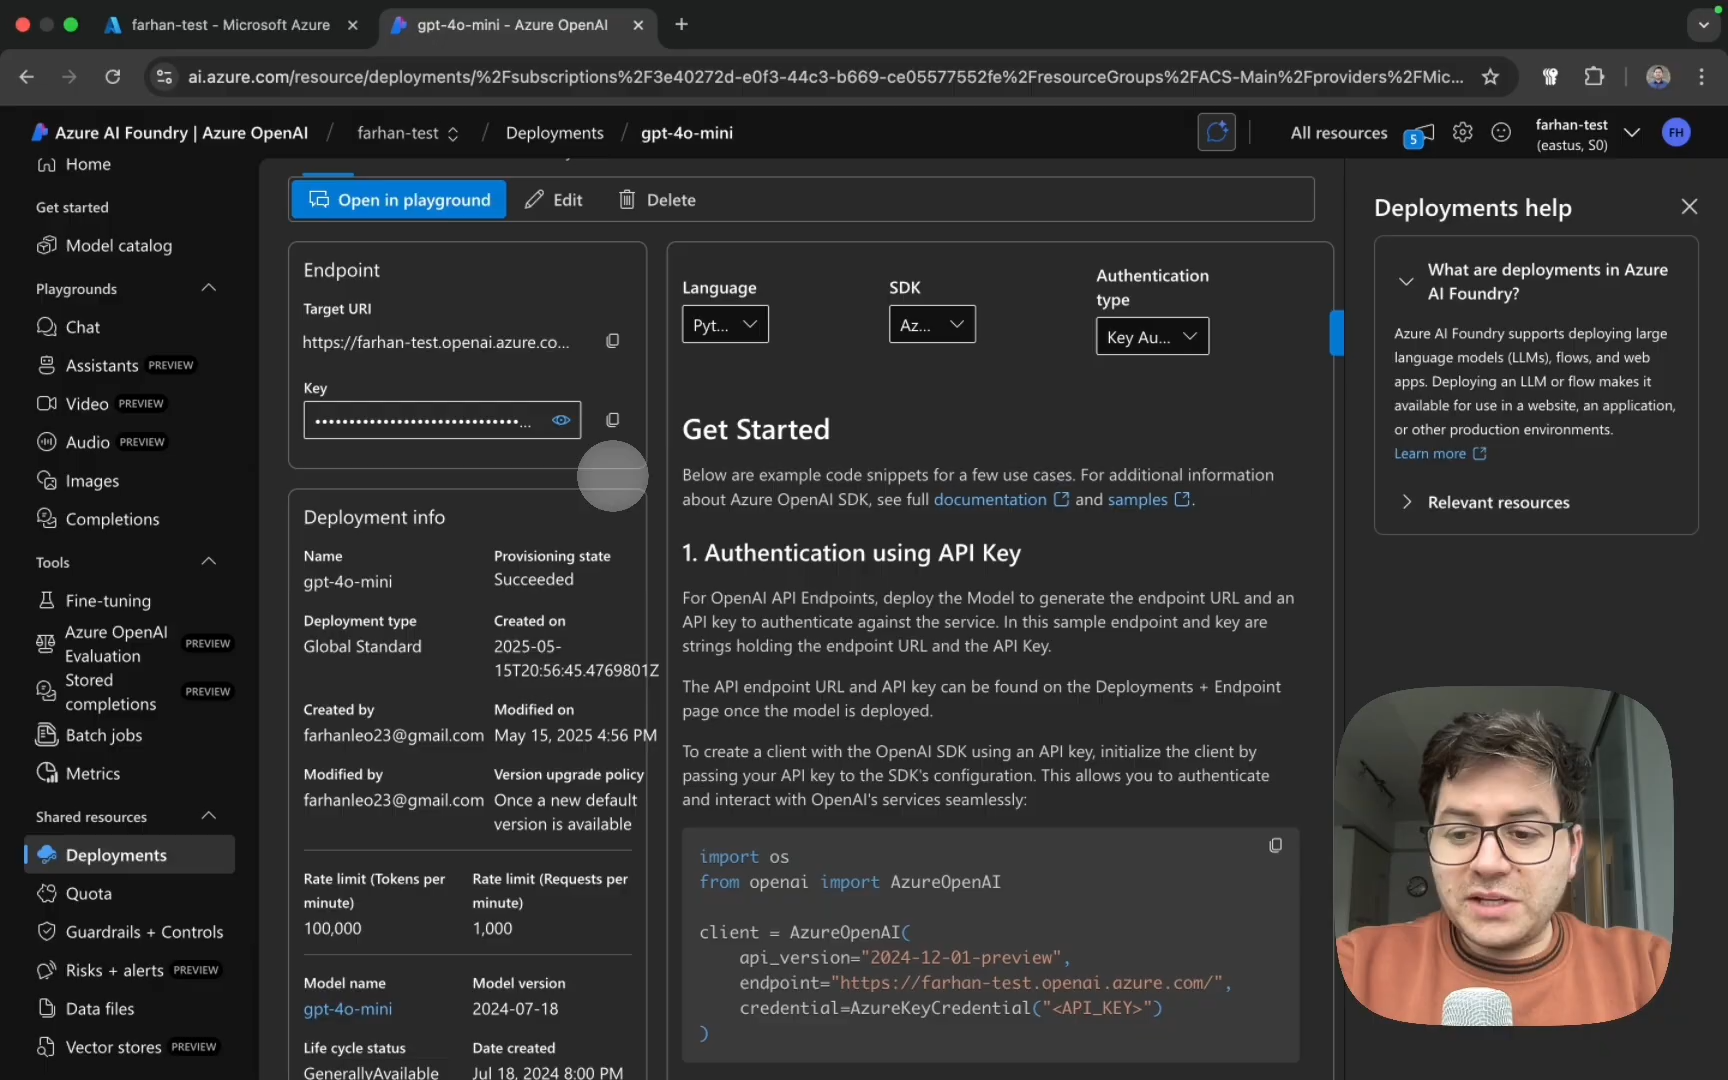 farhan-test - Microsoft Azure
gpt-4o-mini - Azure OpenAI
ai.azure.com/resource/deployments/%2Fsubscriptions%2F3e40272d-e0f3-44c3-b669-ce05577552fe%2FresourceGroups%2FACS-Main%2Fproviders%2FMic...
Azure AI Foundry | Azure OpenAI / farhan-test / Deployments / gpt-4o-mini
All resources
5
farhan-test
(eastus, S0)
FH
Home
Get started
Model catalog
Playgrounds
Chat
Assistants PREVIEW
Video PREVIEW
Audio PREVIEW
Images
Completions
Tools
Fine-tuning
Azure OpenAI
Evaluation PREVIEW
Stored
completions PREVIEW
Batch jobs
Metrics
Shared resources
Deployments
Quota
Guardrails + Controls
Risks + alerts PREVIEW
Data files
Vector stores PREVIEW
Open in playground
Edit
Delete
Endpoint
Target URI
https://farhan-test.openai.azure.co...
Key
Deployment info
Name
gpt-4o-mini
Provisioning state
Succeeded
Deployment type
Global Standard
Created on
2025-05-
15T20:56:45.4769801Z
Created by
farhanleo23@gmail.com
Modified on
May 15, 2025 4:56 PM
Modified by
farhanleo23@gmail.com
Version upgrade policy
Once a new default
version is available
Rate limit (Tokens per
minute)
100,000
Rate limit (Requests per
minute)
1,000
Model name
gpt-4o-mini
Model version
2024-07-18
Life cycle status
GenerallyAvailable
Date created
Jul 18, 2024 8:00 PM
Language
Pyt...
SDK
Az...
Authentication
type
Key Au...
Get Started
Below are example code snippets for a few use cases. For additional information
about Azure OpenAI SDK, see full documentation and samples.
1. Authentication using API Key
For OpenAI API Endpoints, deploy the Model to generate the endpoint URL and an
API key to authenticate against the service. In this sample endpoint and key are
strings holding the endpoint URL and the API Key.
The API endpoint URL and API key can be found on the Deployments + Endpoint
page once the model is deployed.
To create a client with the OpenAI SDK using an API key, initialize the client by
passing your API key to the SDK's configuration. This allows you to authenticate
and interact with OpenAI's services seamlessly:
import os
from openai import AzureOpenAI
client = AzureOpenAI(
api_version="2024-12-01-preview",
endpoint="https://farhan-test.openai.azure.com/",
credential=AzureKeyCredential("<API_KEY>")
)
Deployments help
What are deployments in Azure
AI Foundry?
Azure AI Foundry supports deploying large
language models (LLMs), flows, and web
apps. Deploying an LLM or flow makes it
available for use in a website, an application,
or other production environments.
Learn more
Relevant resources